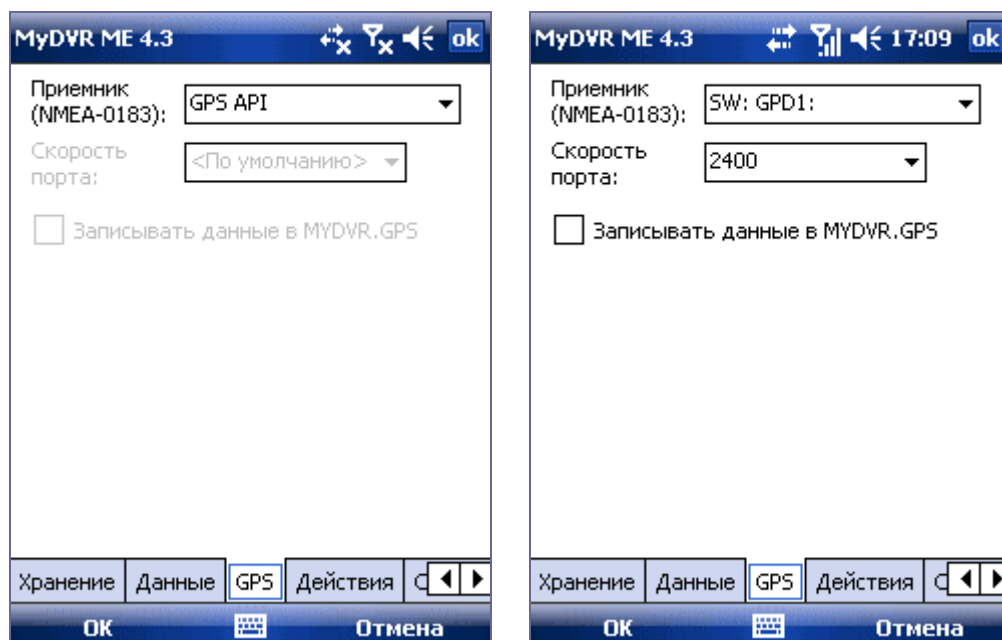 MyDVR ME 4.3 ok
Приемник
(NMEA-0183): GPS API
Скорость
порта: <По умолчанию>
Записывать данные в MYDVR.GPS
Хранение Данные GPS Действия
ОК Отмена
MyDVR ME 4.3 17:09 ok
Приемник
(NMEA-0183): SW: GPD1:
Скорость
порта: 2400
Записывать данные в MYDVR.GPS
Хранение Данные GPS Действия
ОК Отмена